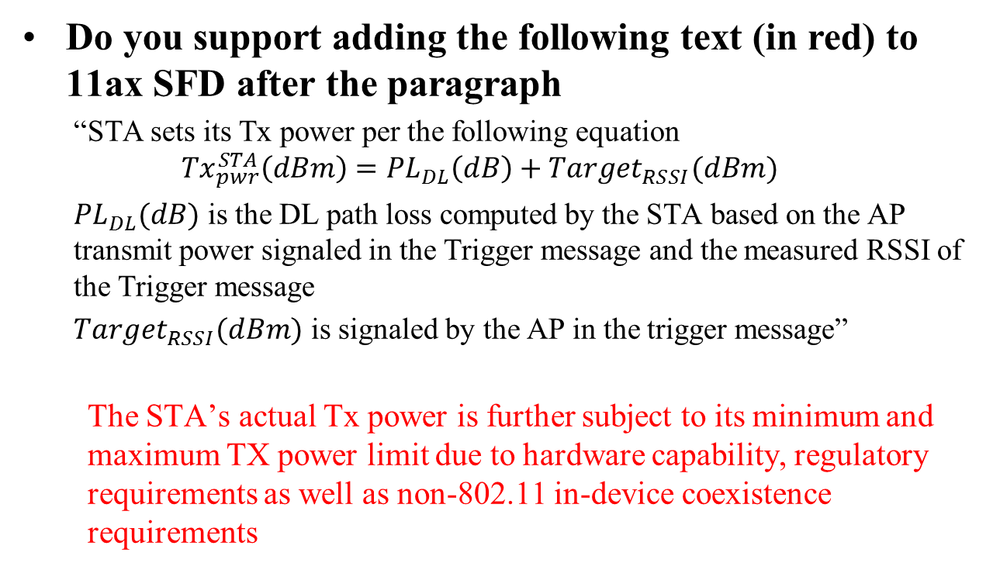 • Do you support adding the following text (in red) to
11ax SFD after the paragraph
“STA sets its Tx power per the following equation
𝑇𝑥_{𝑝𝑤𝑟}^{𝑆𝑇𝐴}(𝑑𝐵𝑚) = 𝑃𝐿_{𝐷𝐿}(𝑑𝐵) + 𝑇𝑎𝑟𝑔𝑒𝑡_{𝑅𝑆𝑆𝐼}(𝑑𝐵𝑚)
𝑃𝐿_{𝐷𝐿}(𝑑𝐵) is the DL path loss computed by the STA based on the AP
transmit power signaled in the Trigger message and the measured RSSI of
the Trigger message
𝑇𝑎𝑟𝑔𝑒𝑡_{𝑅𝑆𝑆𝐼}(𝑑𝐵𝑚) is signaled by the AP in the trigger message”
The STA’s actual Tx power is further subject to its minimum and
maximum TX power limit due to hardware capability, regulatory
requirements as well as non-802.11 in-device coexistence
requirements